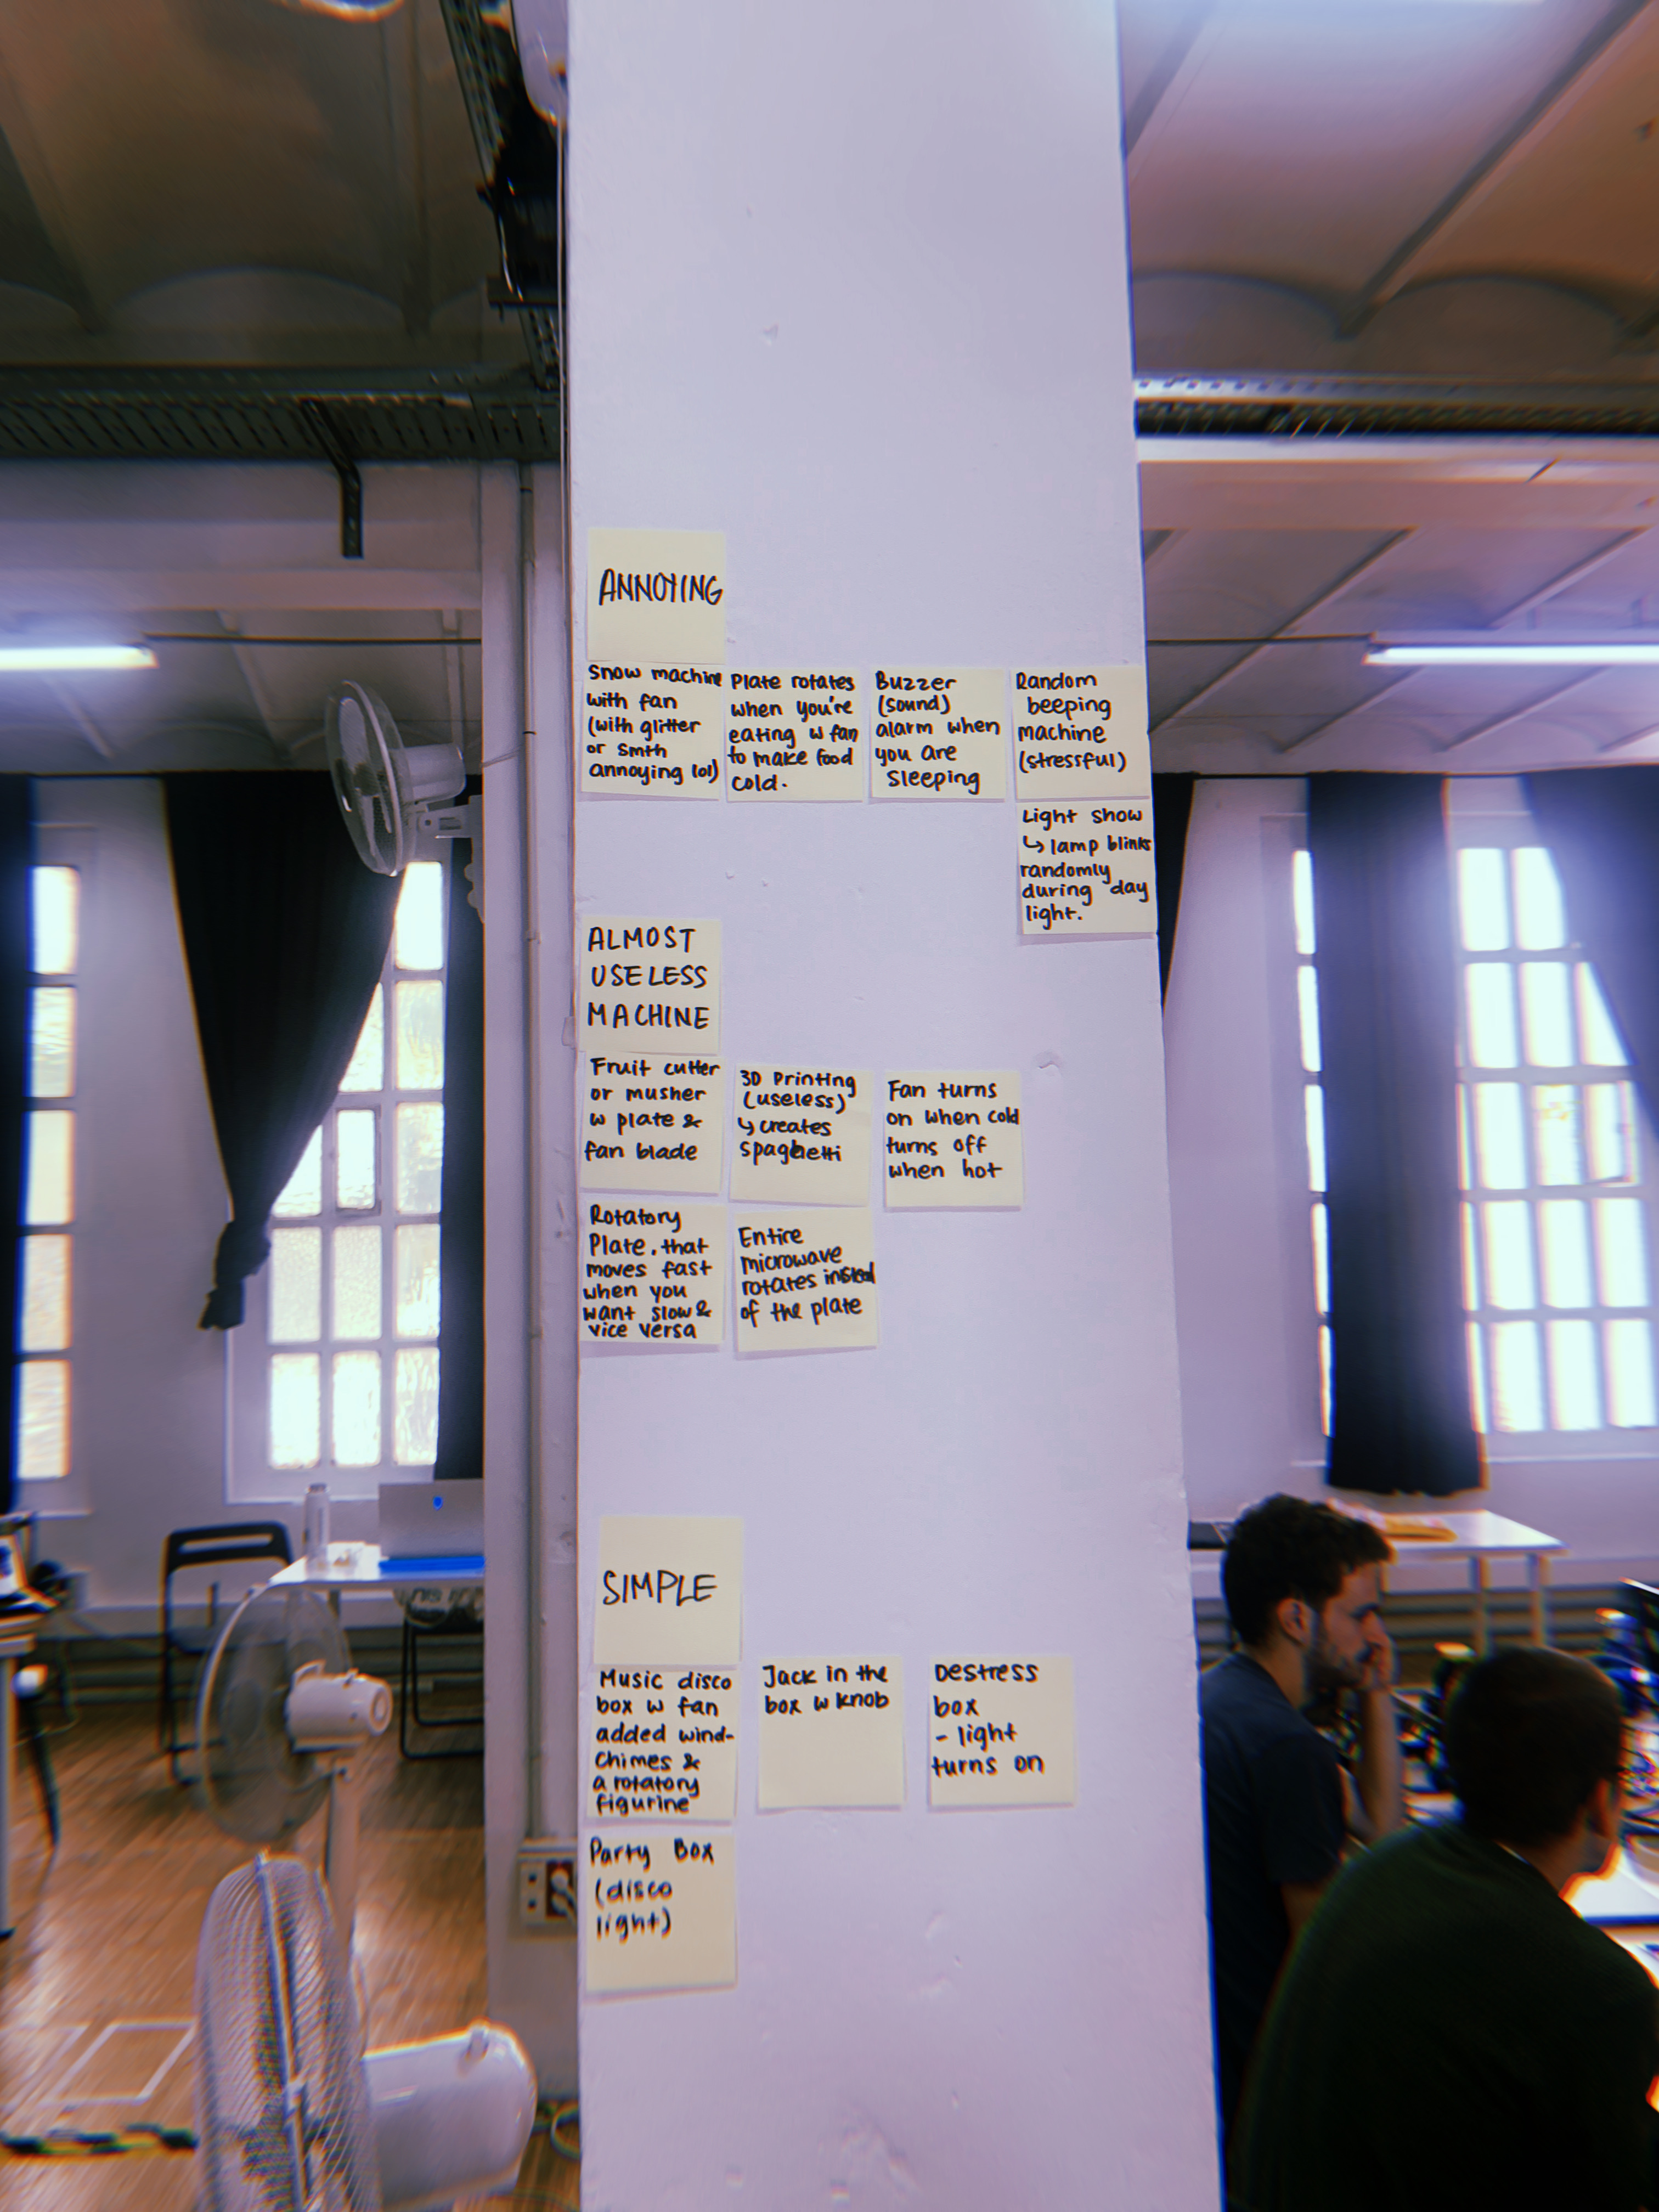 ANNOYING
Snow machine
with fan
(with glitter
or smth
annoying lol)
Plate rotates
when you're
eating w fan
to make food
cold.
Buzzer
(sound)
alarm when
you are
sleeping
Random
beeping
machine
(stressful)
Light show
↳ lamp blinks
randomly
during day
light.
ALMOST
USELESS
MACHINE
Fruit cutter
or musher
w plate &
fan blade
3D Printing
(useless)
↳ creates
spaghetti
Fan turns
on when cold
turns off
when hot
Rotatory
Plate, that
moves fast
when you
want slow &
vice versa
Entire
microwave
rotates instead
of the plate
SIMPLE
Music disco
box w fan
added wind-
chimes &
a rotatory
figurine
Jack in the
box w knob
Destress
box
- light
turns on
Party Box
(disco
light)